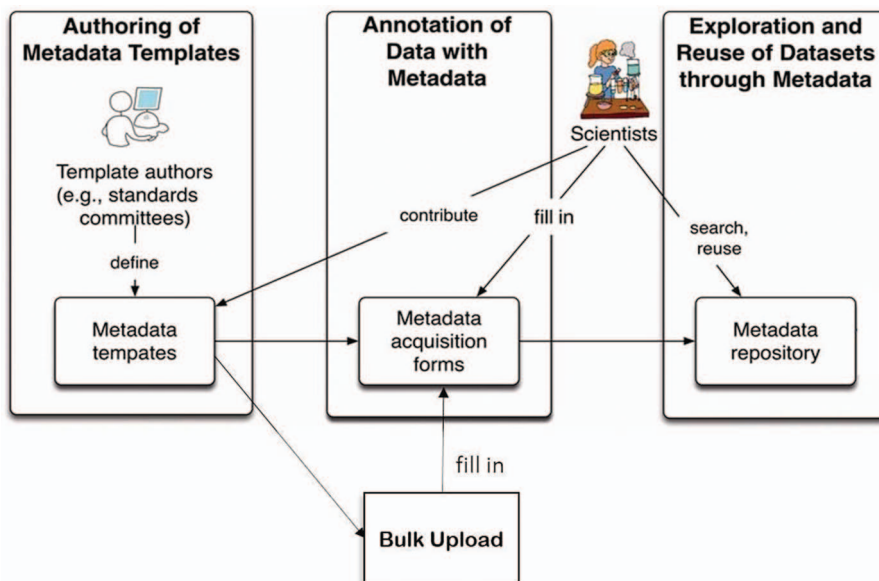 Authoring of
Metadata Templates
Annotation of
Data with
Metadata
Exploration and
Reuse of Datasets
through Metadata
Scientists
Template authors
(e.g., standards
committees)
contribute
fill in
search,
reuse
define
Metadata
tempates
Metadata
acquisition
forms
Metadata
repository
fill in
Bulk Upload